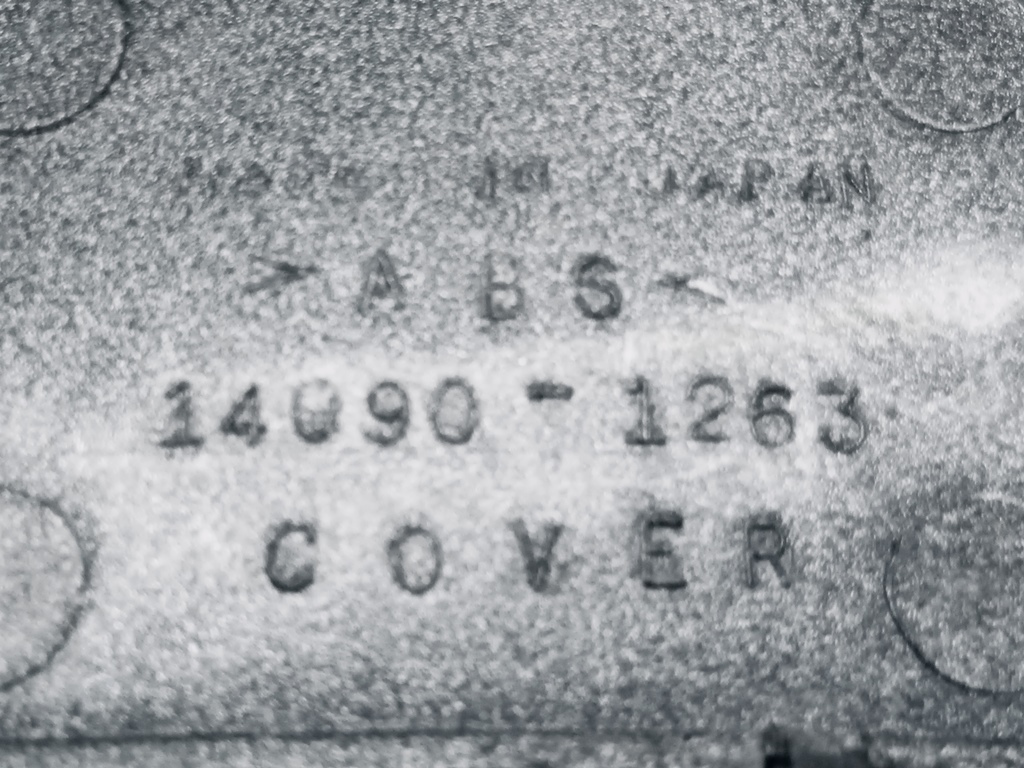 MADE IN JAPAN
>ABS<
14090-1263
COVER